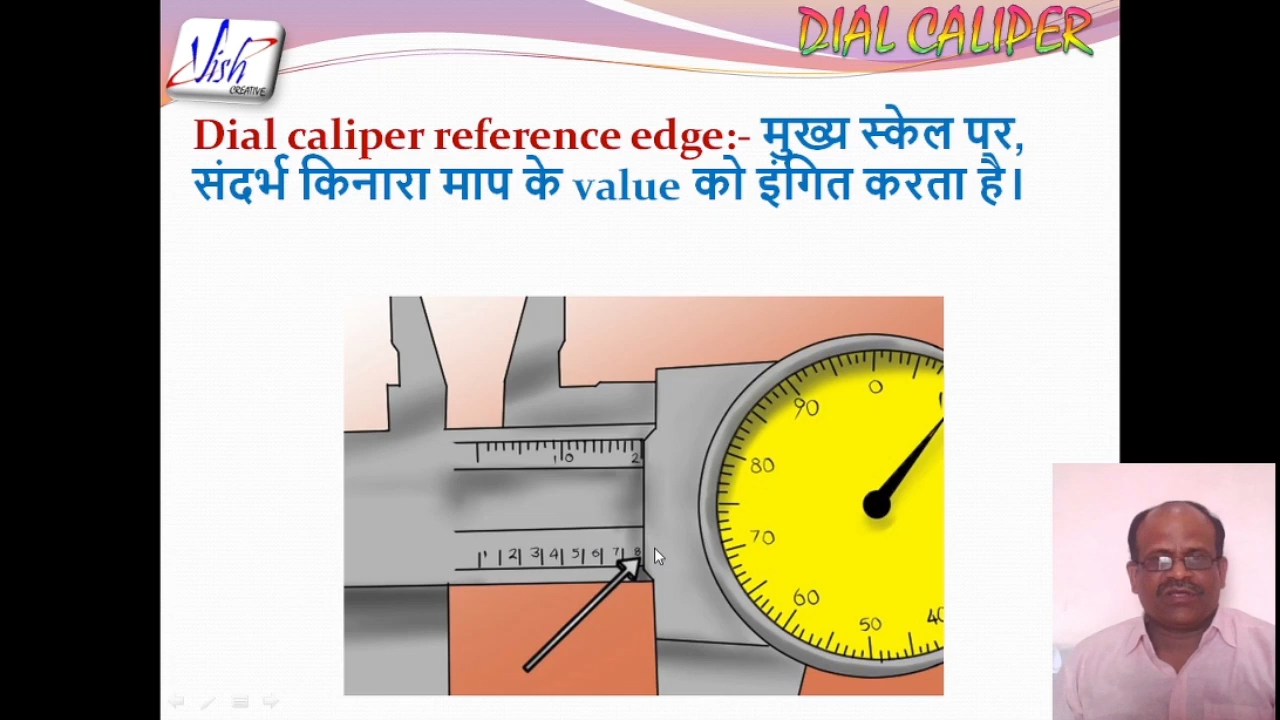 Vish
CREATIVE
DIAL CALIPER
Dial caliper reference edge:- मुख्य स्केल पर,
संदर्भ किनारा माप के value को इंगित करता है।
0
90
80
70
60
50
40
10
2
1 2 3 4 5 6 7 8